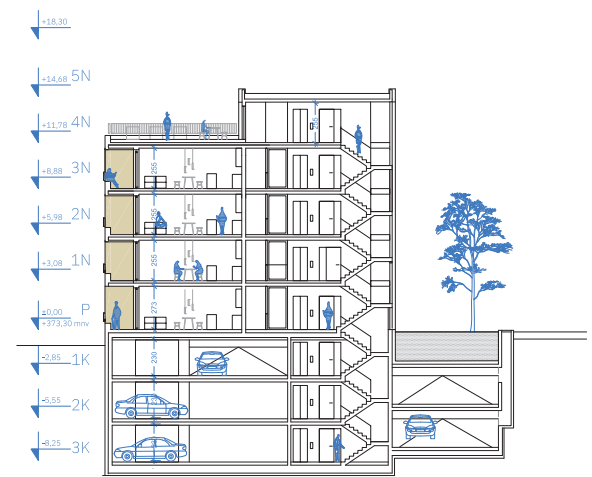 +18,30
+14,68 5N
+11,78 4N
255
+8,88 3N
255
+5,98 2N
255
+3,08 1N
255
±0,00 P
+373,30 mnv
273
-2,85 1K
230
-5,55 2K
-8,25 3K